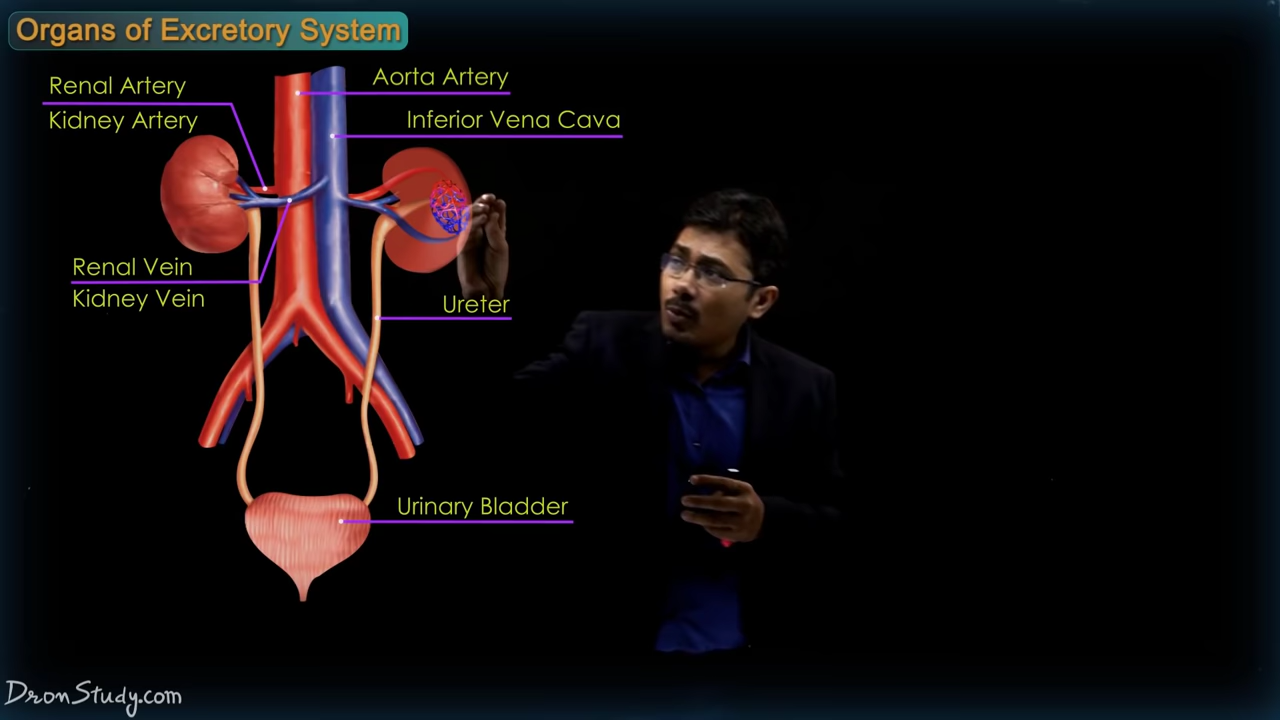 Organs of Excretory System
Renal Artery
Kidney Artery
Aorta Artery
Inferior Vena Cava
Renal Vein
Kidney Vein
Ureter
Urinary Bladder
DronStudy.com